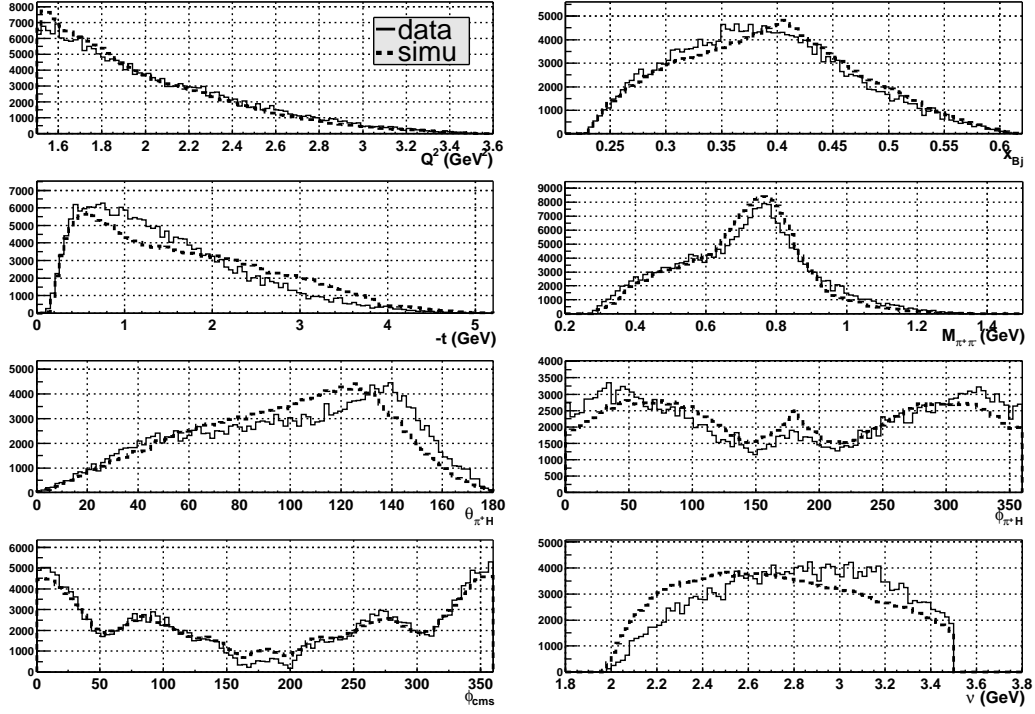 8000 7000 6000 5000 4000 3000 2000 1000 0
data
simu
1.6 1.8 2 2.2 2.4 2.6 2.8 3 3.2 3.4 3.6
Q² (GeV²)
5000 4000 3000 2000 1000 0
0.25 0.3 0.35 0.4 0.45 0.5 0.55 0.6
x_Bj
7000 6000 5000 4000 3000 2000 1000 0
0 1 2 3 4 5
-t (GeV)
9000 8000 7000 6000 5000 4000 3000 2000 1000 0
0.2 0.4 0.6 0.8 1 1.2 1.4
M_π⁺π⁻ (GeV)
5000 4000 3000 2000 1000 0
0 20 40 60 80 100 120 140 160 180
θ_π⁺H
4000 3500 3000 2500 2000 1500 1000 500 0
0 50 100 150 200 250 300 350
ϕ_π⁺H
6000 5000 4000 3000 2000 1000 0
0 50 100 150 200 250 300 350
ϕ_cms
5000 4000 3000 2000 1000 0
1.8 2 2.2 2.4 2.6 2.8 3 3.2 3.4 3.6 3.8
ν (GeV)